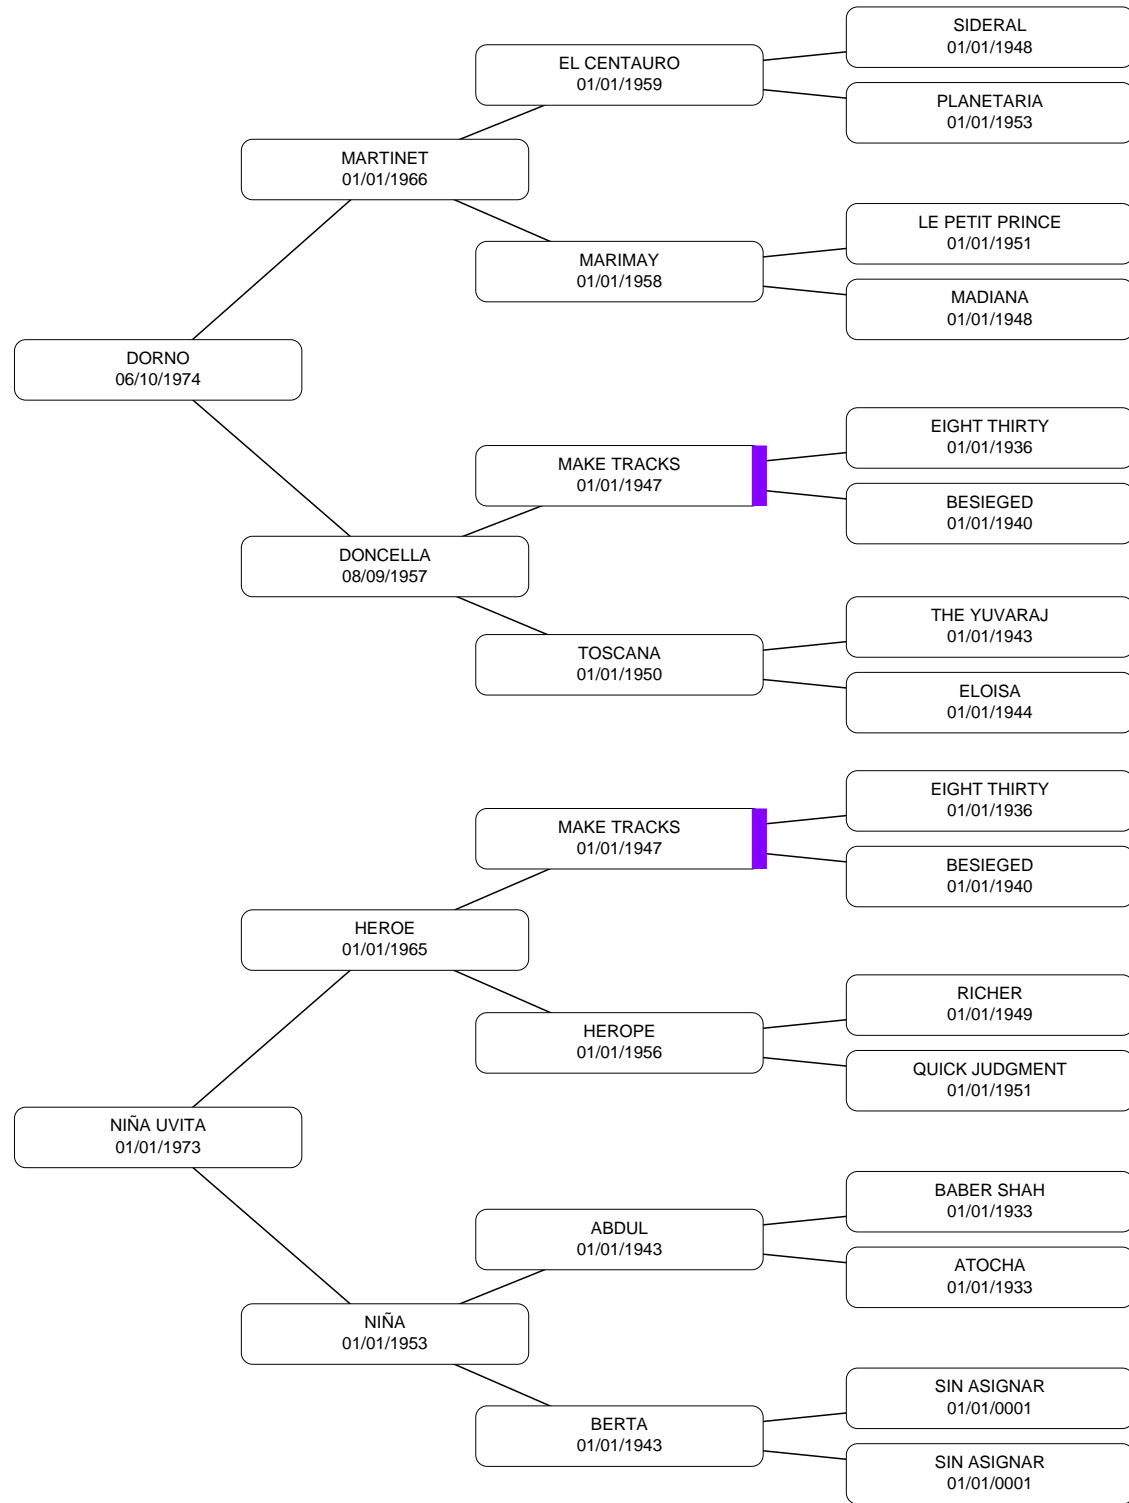 SIDERAL
01/01/1948
EL CENTAURO
01/01/1959
PLANETARIA
01/01/1953
MARTINET
01/01/1966
LE PETIT PRINCE
01/01/1951
MARIMAY
01/01/1958
MADIANA
01/01/1948
DORNO
06/10/1974
EIGHT THIRTY
01/01/1936
MAKE TRACKS
01/01/1947
BESIEGED
01/01/1940
DONCELLA
08/09/1957
THE YUVARAJ
01/01/1943
TOSCANA
01/01/1950
ELOISA
01/01/1944
EIGHT THIRTY
01/01/1936
MAKE TRACKS
01/01/1947
BESIEGED
01/01/1940
HEROE
01/01/1965
RICHER
01/01/1949
HEROPE
01/01/1956
QUICK JUDGMENT
01/01/1951
NIÑA UVITA
01/01/1973
BABER SHAH
01/01/1933
ABDUL
01/01/1943
ATOCHA
01/01/1933
NIÑA
01/01/1953
SIN ASIGNAR
01/01/0001
BERTA
01/01/1943
SIN ASIGNAR
01/01/0001